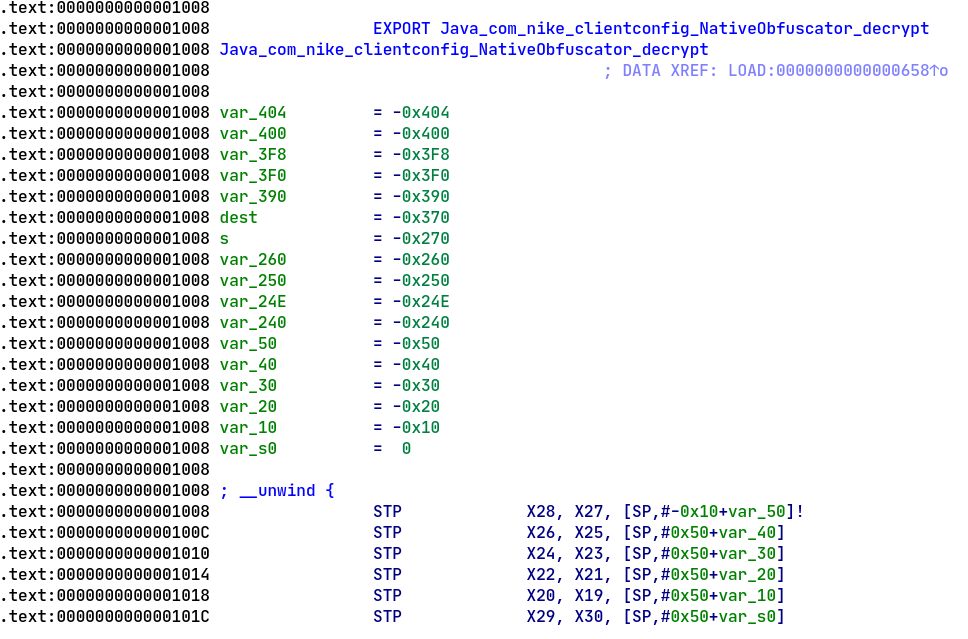 .text:0000000000001008
.text:0000000000001008                 EXPORT Java_com_nike_clientconfig_NativeObfuscator_decrypt
.text:0000000000001008 Java_com_nike_clientconfig_NativeObfuscator_decrypt
.text:0000000000001008                                         ; DATA XREF: LOAD:0000000000000658↑o
.text:0000000000001008
.text:0000000000001008 var_404         = -0x404
.text:0000000000001008 var_400         = -0x400
.text:0000000000001008 var_3F8         = -0x3F8
.text:0000000000001008 var_3F0         = -0x3F0
.text:0000000000001008 var_390         = -0x390
.text:0000000000001008 dest            = -0x370
.text:0000000000001008 s               = -0x270
.text:0000000000001008 var_260         = -0x260
.text:0000000000001008 var_250         = -0x250
.text:0000000000001008 var_24E         = -0x24E
.text:0000000000001008 var_240         = -0x240
.text:0000000000001008 var_50          = -0x50
.text:0000000000001008 var_40          = -0x40
.text:0000000000001008 var_30          = -0x30
.text:0000000000001008 var_20          = -0x20
.text:0000000000001008 var_10          = -0x10
.text:0000000000001008 var_s0          =  0
.text:0000000000001008
.text:0000000000001008 ; __unwind {
.text:0000000000001008                 STP             X28, X27, [SP,#-0x10+var_50]!
.text:000000000000100C                 STP             X26, X25, [SP,#0x50+var_40]
.text:0000000000001010                 STP             X24, X23, [SP,#0x50+var_30]
.text:0000000000001014                 STP             X22, X21, [SP,#0x50+var_20]
.text:0000000000001018                 STP             X20, X19, [SP,#0x50+var_10]
.text:000000000000101C                 STP             X29, X30, [SP,#0x50+var_s0]